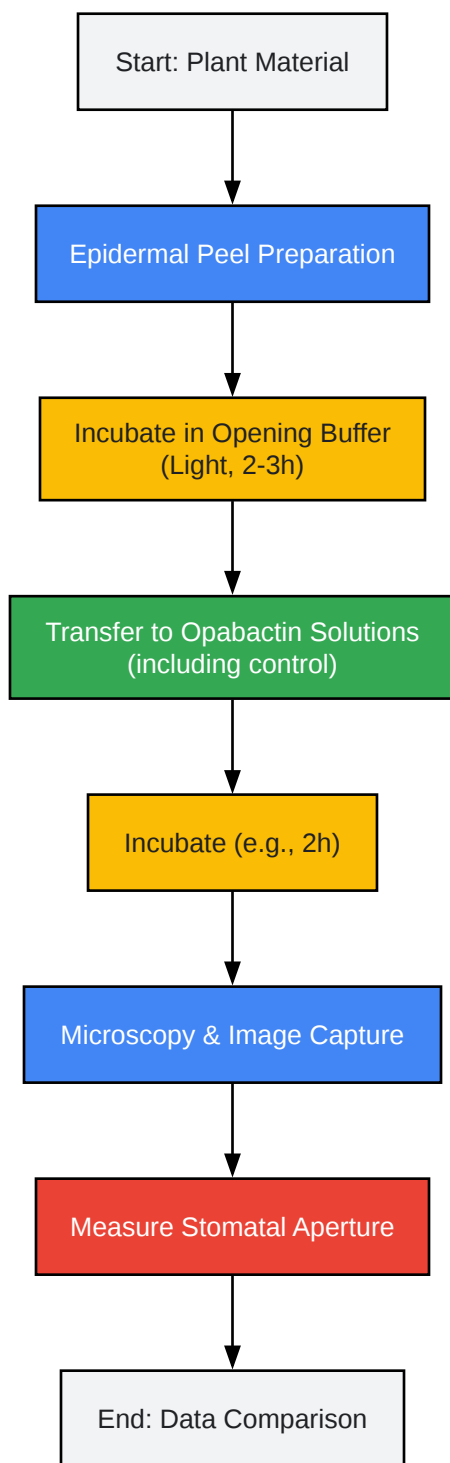 Start: Plant Material
Epidermal Peel Preparation
Incubate in Opening Buffer
(Light, 2-3h)
Transfer to Opabactin Solutions
(including control)
Incubate (e.g., 2h)
Microscopy & Image Capture
Measure Stomatal Aperture
End: Data Comparison